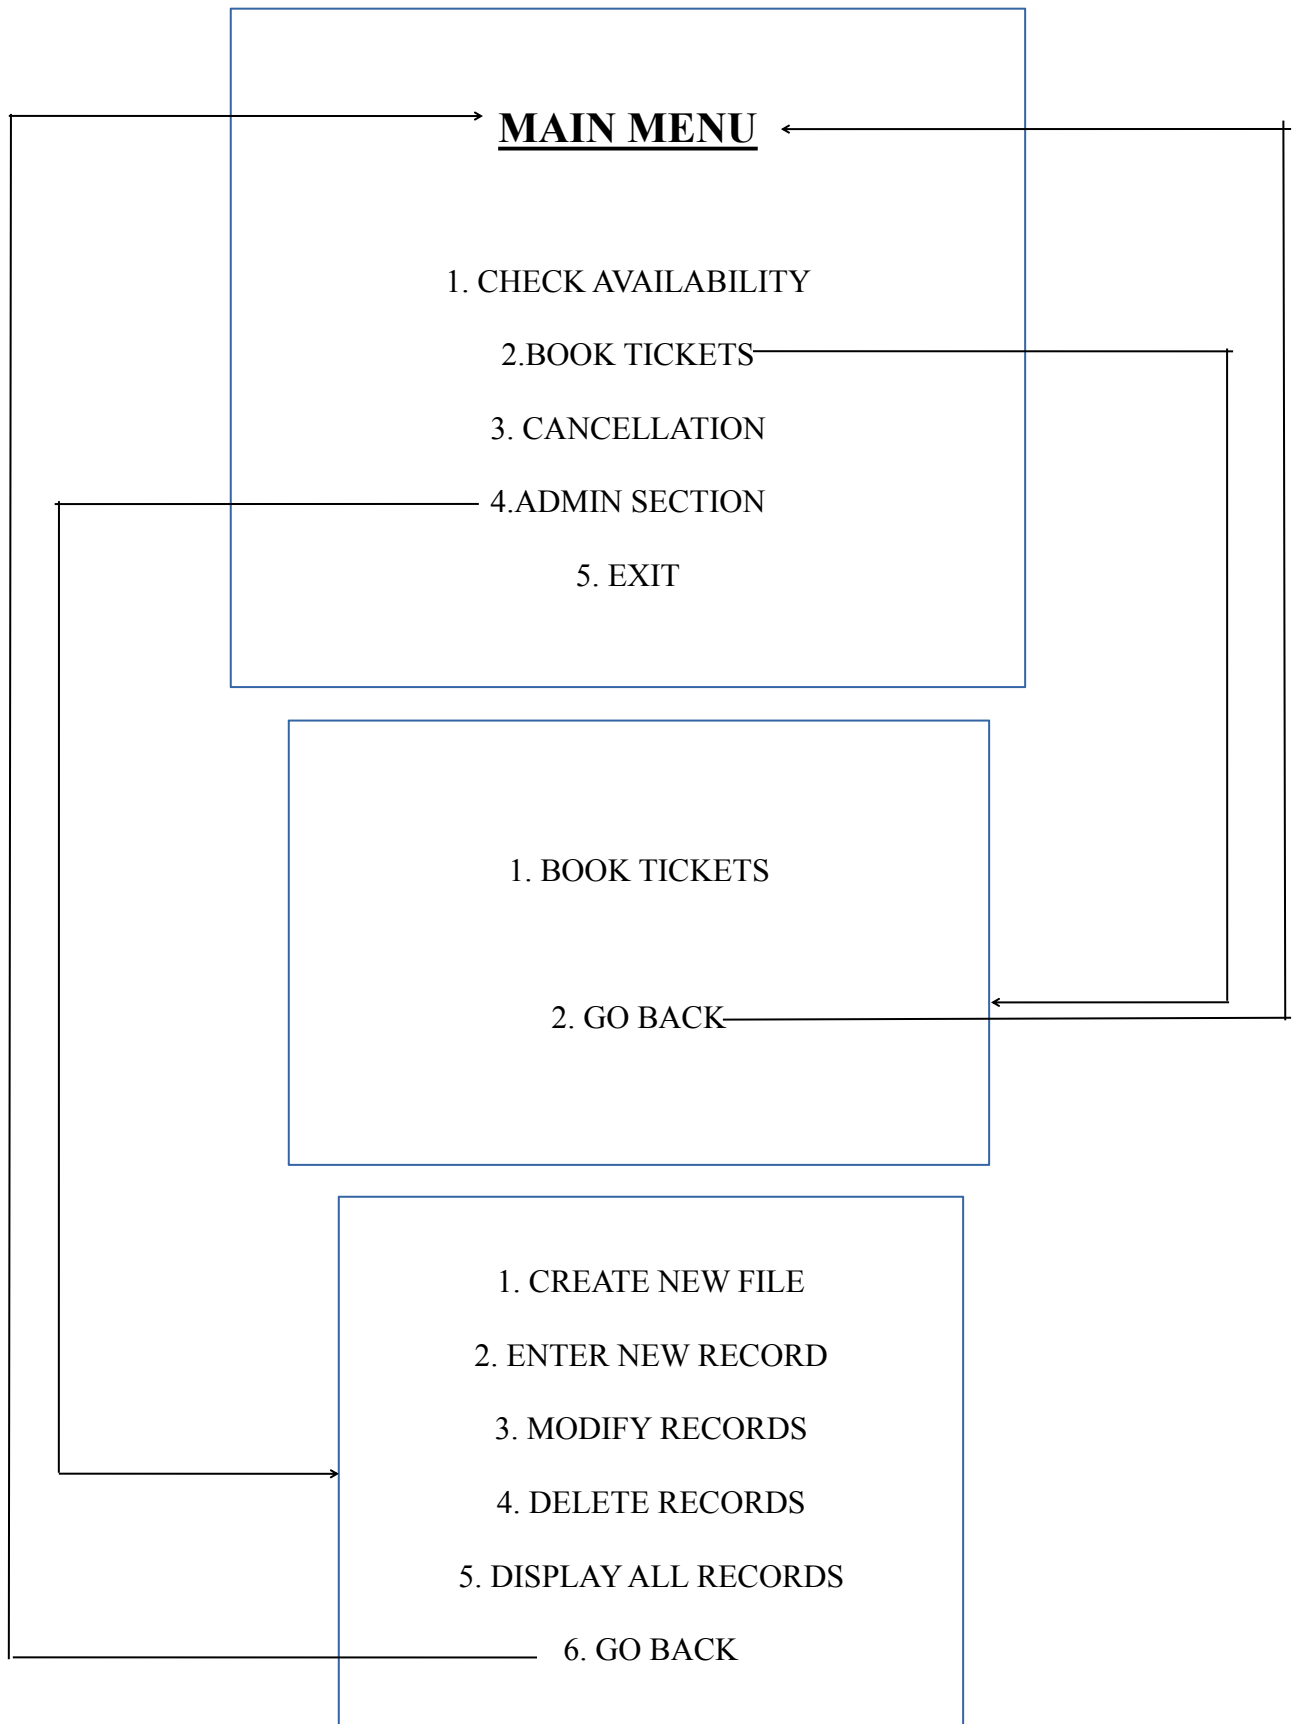 MAIN MENU
1. CHECK AVAILABILITY
2.BOOK TICKETS
3. CANCELLATION
4.ADMIN SECTION
5. EXIT
1. BOOK TICKETS
2. GO BACK
1. CREATE NEW FILE
2. ENTER NEW RECORD
3. MODIFY RECORDS
4. DELETE RECORDS
5. DISPLAY ALL RECORDS
6. GO BACK